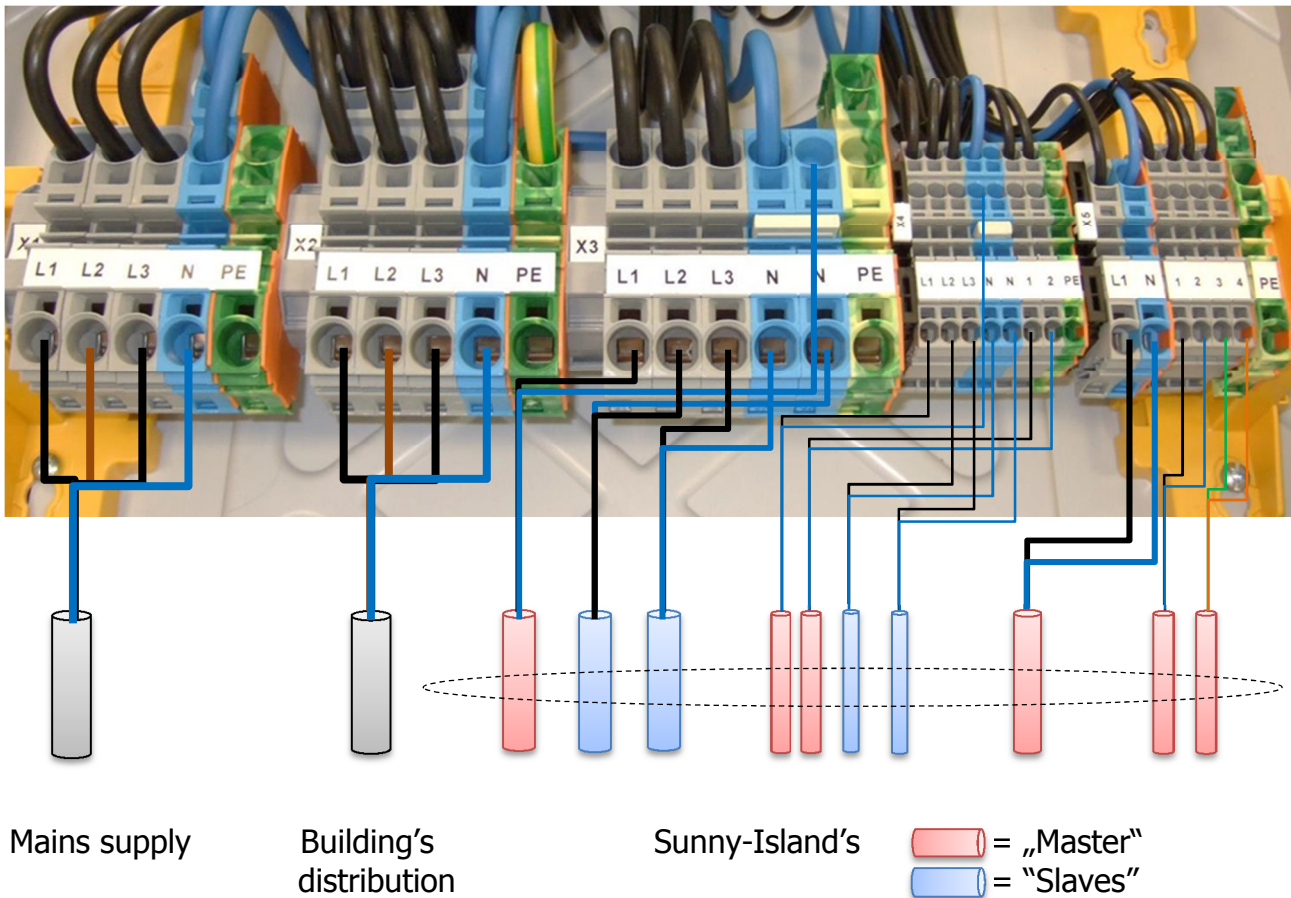 X1
L1 L2 L3 N PE
X2
L1 L2 L3 N PE
X3
L1 L2 L3 N N PE
X4
L1 L2 L3 N N 1 2 PE
X5
L1 N 1 2 3 4 PE
Mains supply
Building's
distribution
Sunny-Island's
= „Master“
= “Slaves”